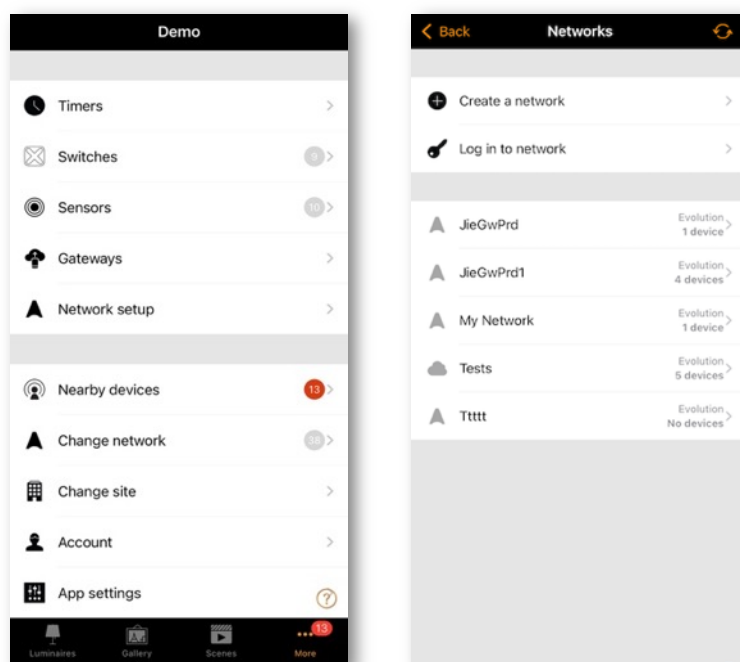 Demo
Timers
Switches 9
Sensors 10
Gateways
Network setup
Nearby devices 13
Change network 38
Change site
Account
App settings ?
Luminaires Gallery Scenes More 13
Back Networks
Create a network
Log in to network
JieGwPrd Evolution
1 device
JieGwPrd1 Evolution
4 devices
My Network Evolution
1 device
Tests Evolution
5 devices
Ttttt Evolution
No devices